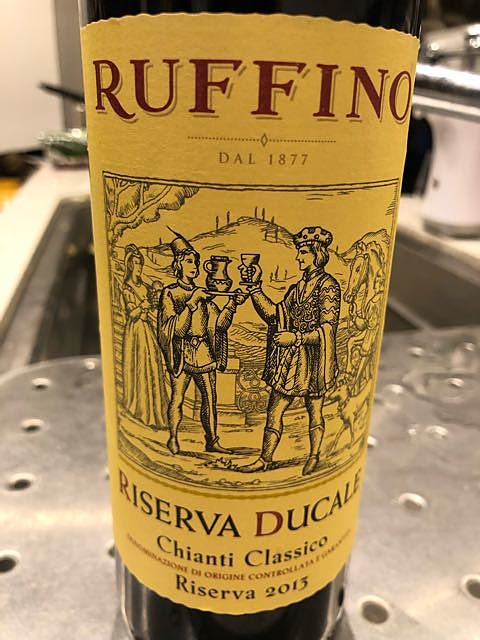 RUFFINO
DAL 1877
RISERVA DUCALE
Chianti Classico
DENOMINAZIONE DI ORIGINE CONTROLLATA E GARANTITA
Riserva 2013